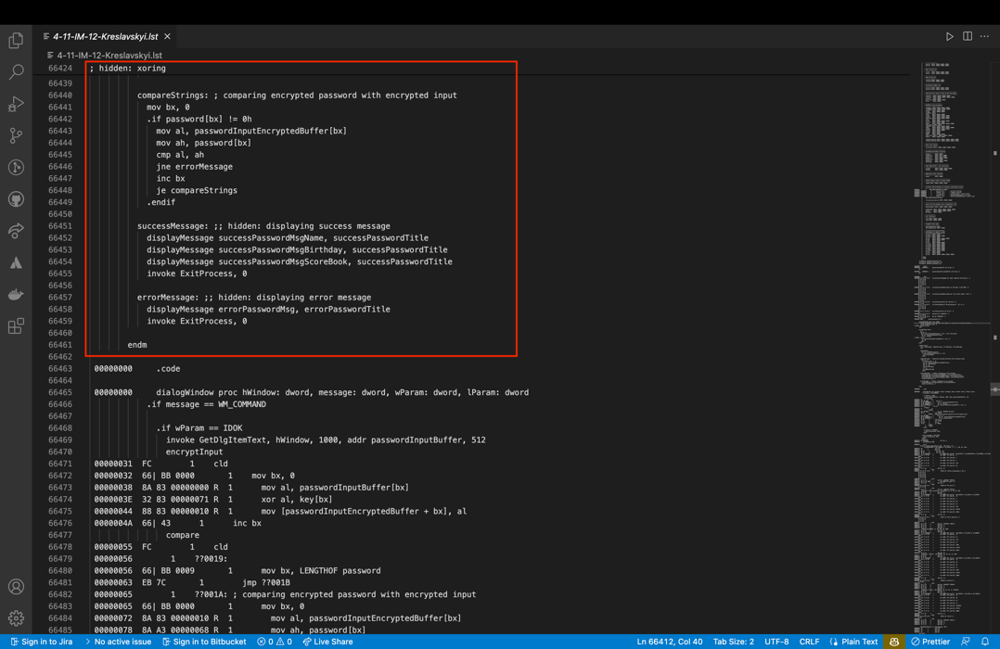 4-11-IM-12-Kreslavskyi.lst
4-11-IM-12-Kreslavskyi.lst
66424 ; hidden: xoring
66439
66440 compareStrings: ; comparing encrypted password with encrypted input
66441 mov bx, 0
66442 .if password[bx] != 0h
66443 mov al, passwordInputEncryptedBuffer[bx]
66444 mov ah, password[bx]
66445 cmp al, ah
66446 jne errorMessage
66447 inc bx
66448 je compareStrings
66449 .endif
66450
66451 successMessage: ;; hidden: displaying success message
66452 displayMessage successPasswordMsgName, successPasswordTitle
66453 displayMessage successPasswordMsgBirthday, successPasswordTitle
66454 displayMessage successPasswordMsgScoreBook, successPasswordTitle
66455 invoke ExitProcess, 0
66456
66457 errorMessage: ;; hidden: displaying error message
66458 displayMessage errorPasswordMsg, errorPasswordTitle
66459 invoke ExitProcess, 0
66460
66461 endm
66462
66463 00000000 .code
66464
66465 00000000 dialogWindow proc hWindow: dword, message: dword, wParam: dword, lParam: dword
66466 .if message == WM_COMMAND
66467
66468 .if wParam == IDOK
66469 invoke GetDlgItemText, hWindow, 1000, addr passwordInputBuffer, 512
66470 encryptInput
66471 00000031 FC 1 cld
66472 00000032 66| BB 0000 1 mov bx, 0
66473 00000038 8A 83 00000000 R 1 mov al, passwordInputBuffer[bx]
66474 0000003E 32 83 00000071 R 1 xor al, key[bx]
66475 00000044 88 83 00000010 R 1 mov [passwordInputEncryptedBuffer + bx], al
66476 0000004A 66| 43 1 inc bx
66477 compare
66478 00000055 FC 1 cld
66479 00000056 1 ??0019:
66480 00000056 66| BB 0009 1 mov bx, LENGTHOF password
66481 00000063 EB 7C 1 jmp ??001B
66482 00000065 1 ??001A: ; comparing encrypted password with encrypted input
66483 00000065 66| BB 0000 1 mov bx, 0
66484 00000072 8A 83 00000010 R 1 mov al, passwordInputEncryptedBuffer[bx]
66485 00000078 8A A3 00000068 R 1 mov ah, password[bx]
Sign in to Jira No active issue Sign in to Bitbucket 0 0 Live Share Ln 66412, Col 40 Tab Size: 2 UTF-8 CRLF Plain Text Prettier